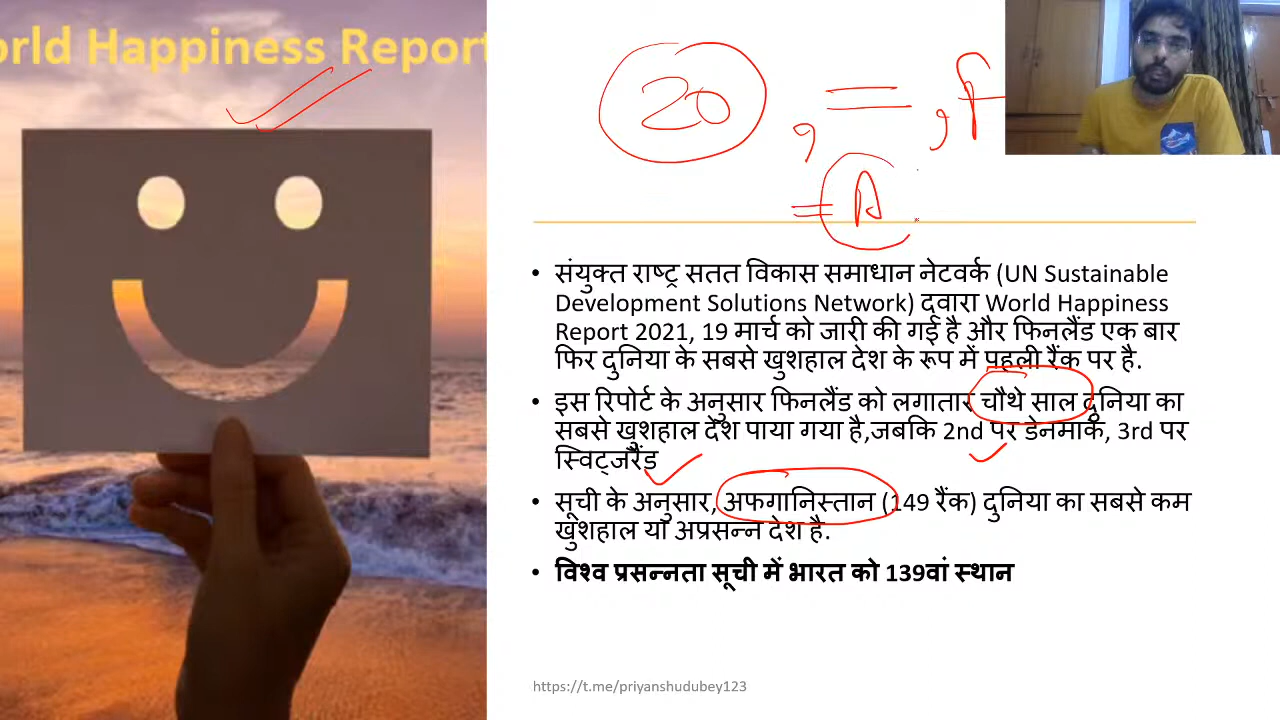 orld Happiness Report
20 , = , f
= A
• संयुक्त राष्ट्र सतत विकास समाधान नेटवर्क (UN Sustainable
Development Solutions Network) दवारा World Happiness
Report 2021, 19 मार्च को जारी की गई है और फिनलैंड एक बार
फिर दुनिया के सबसे खुशहाल देश के रूप में पहली रैंक पर है.
• इस रिपोर्ट के अनुसार फिनलैंड को लगातार चौथे साल दुनिया का
सबसे खुशहाल देश पाया गया है,जबकि 2nd पर डेनमार्क, 3rd पर
स्विट्जरैंड
• सूची के अनुसार, अफगानिस्तान (149 रैंक) दुनिया का सबसे कम
खुशहाल या अप्रसन्न देश है.
• विश्व प्रसन्नता सूची में भारत को 139वां स्थान
https://t.me/priyanshudubey123